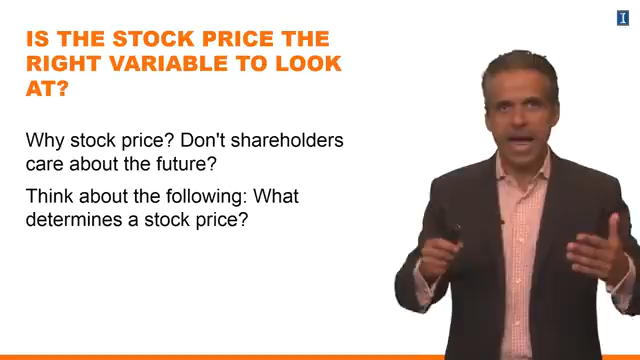 IS THE STOCK PRICE THE
RIGHT VARIABLE TO LOOK
AT?
Why stock price? Don't shareholders
care about the future?
Think about the following: What
determines a stock price?
I